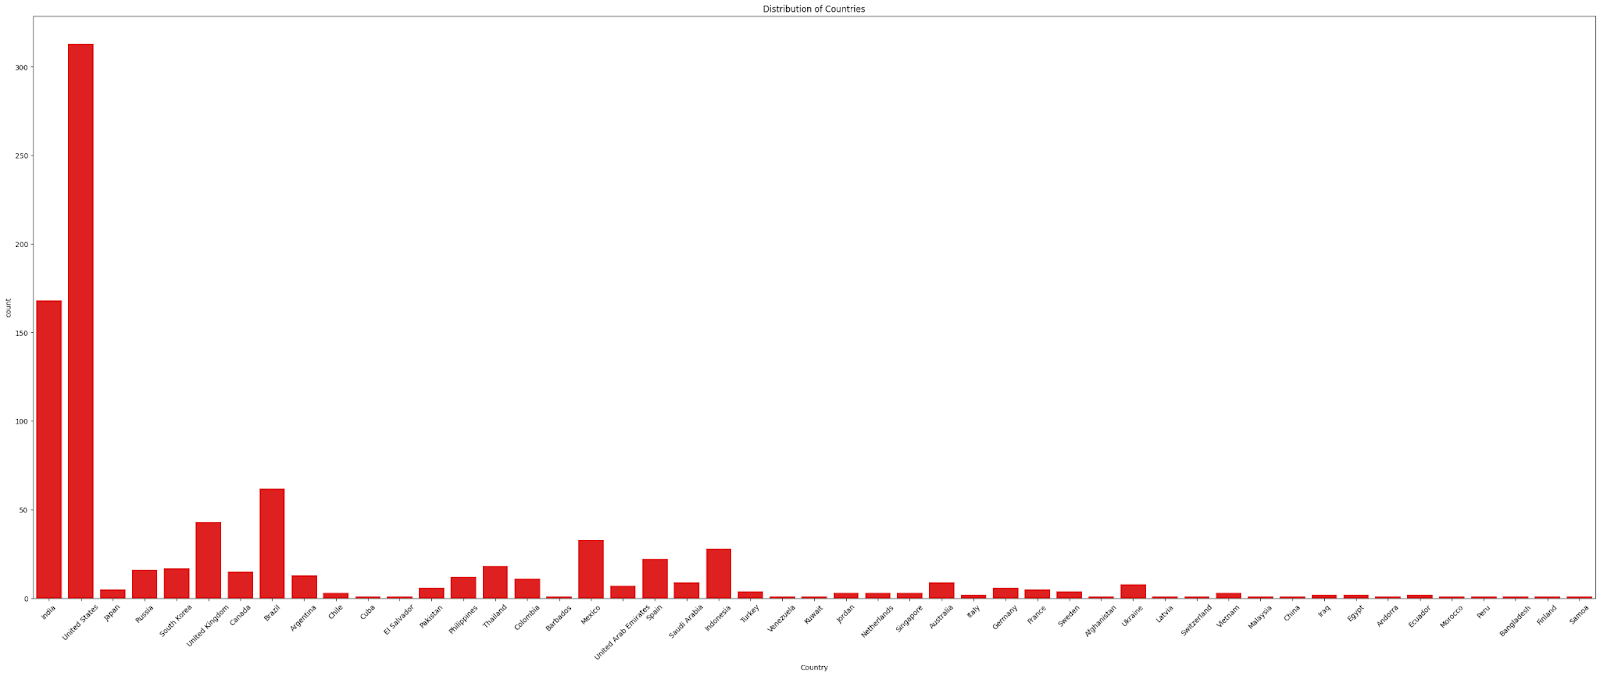 Distribution of Countries
300
250
200
150
100
50
0
count
India
United States
Japan
Russia
South Korea
United Kingdom
Canada
Brazil
Argentina
Chile
Cuba
El Salvador
Pakistan
Philippines
Thailand
Colombia
Barbados
Mexico
United Arab Emirates
Spain
Saudi Arabia
Indonesia
Turkey
Venezuela
Kuwait
Jordan
Netherlands
Singapore
Australia
Italy
Germany
France
Sweden
Afghanistan
Ukraine
Latvia
Switzerland
Vietnam
Malaysia
China
Iraq
Egypt
Andorra
Ecuador
Morocco
Peru
Bangladesh
Finland
Samoa
Country